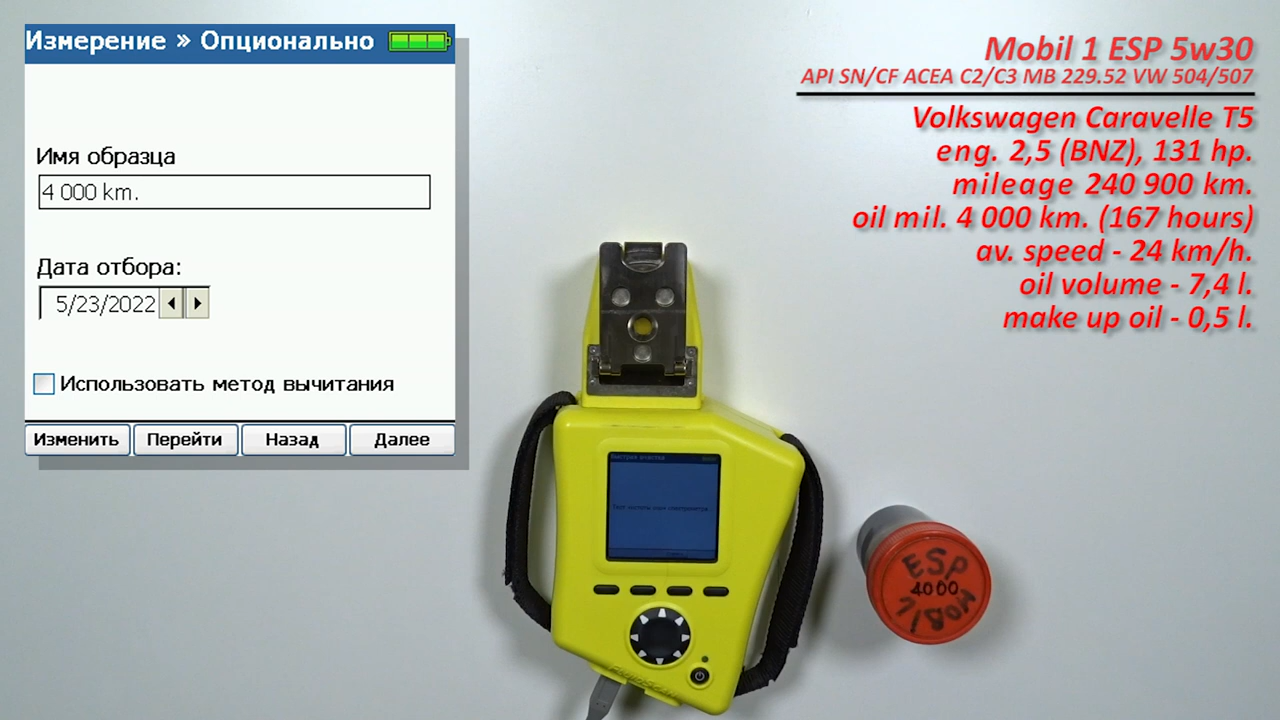 Измерение » Опционально
Имя образца
4 000 km.
Дата отбора:
5/23/2022
Использовать метод вычитания
Изменить
Перейти
Назад
Далее
Mobil 1 ESP 5w30
API SN/CF ACEA C2/C3 MB 229.52 VW 504/507
Volkswagen Caravelle T5
eng. 2,5 (BNZ), 131 hp.
mileage 240 900 km.
oil mil. 4 000 km. (167 hours)
av. speed - 24 km/h.
oil volume - 7,4 l.
make up oil - 0,5 l.
ESP
4000
MOBIL